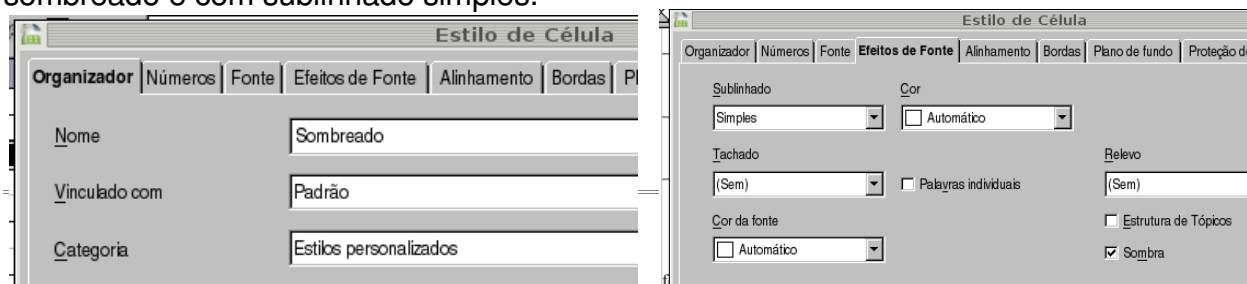 sombreado e com sublinhado simples.
Estilo de Célula
Organizador Números Fonte Efeitos de Fonte Alinhamento Bordas
Nome
Sombreado
Vinculado com
Padrão
Categoria
Estilos personalizados
Estilo de Célula
Organizador Números Fonte Efeitos de Fonte Alinhamento Bordas Plano de fundo Proteção
Sublinhado Cor
Simples Automático
Tachado Relevo
(Sem) Palavras individuais (Sem)
Cor da fonte Estrutura de Tópicos
Automático Sombra